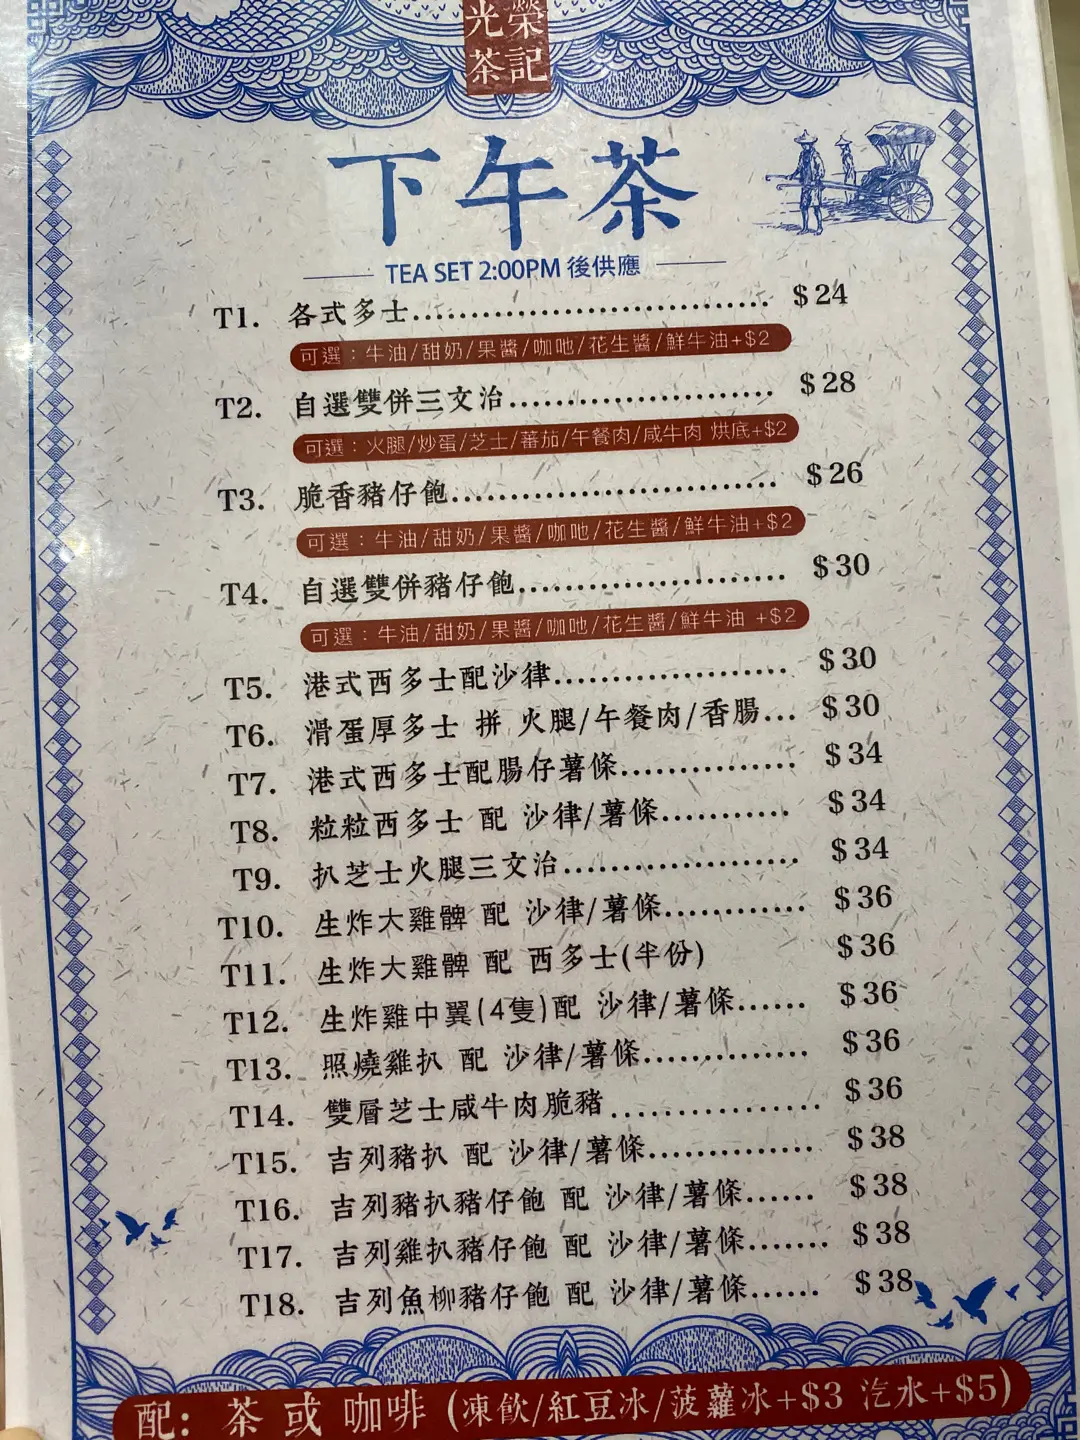 榮記
光茶
下午茶
TEA SET 2:00PM 後供應
T1. 各式多士................................ $24
可選：牛油/甜奶/果醬/咖吔/花生醬/鮮牛油+$2
T2. 自選雙併三文治........................ $28
可選：火腿/炒蛋/芝士/蕃茄/午餐肉/咸牛肉 烘底+$2
T3. 脆香豬仔飽............................. $26
可選：牛油/甜奶/果醬/咖吔/花生醬/鮮牛油+$2
T4. 自選雙併豬仔飽........................ $30
可選：牛油/甜奶/果醬/咖吔/花生醬/鮮牛油 +$2
T5. 港式西多士配沙律..................... $30
T6. 滑蛋厚多士 拼 火腿/午餐肉/香腸... $30
T7. 港式西多士配腸仔薯條............... $34
T8. 粒粒西多士 配 沙律/薯條........... $34
T9. 扒芝士火腿三文治..................... $34
T10. 生炸大雞髀 配 沙律/薯條............ $36
T11. 生炸大雞髀 配 西多士(半份) $36
T12. 生炸雞中翼(4隻)配 沙律/薯條...... $36
T13. 照燒雞扒 配 沙律/薯條.............. $36
T14. 雙層芝士咸牛肉脆豬.................. $36
T15. 吉列豬扒 配 沙律/薯條.............. $38
T16. 吉列豬扒豬仔飽 配 沙律/薯條...... $38
T17. 吉列雞扒豬仔飽 配 沙律/薯條....... $38
T18. 吉列魚柳豬仔飽 配 沙律/薯條...... $38
配: 茶 或 咖啡 (凍飲/紅豆冰/菠蘿冰+$3 汽水+$5)